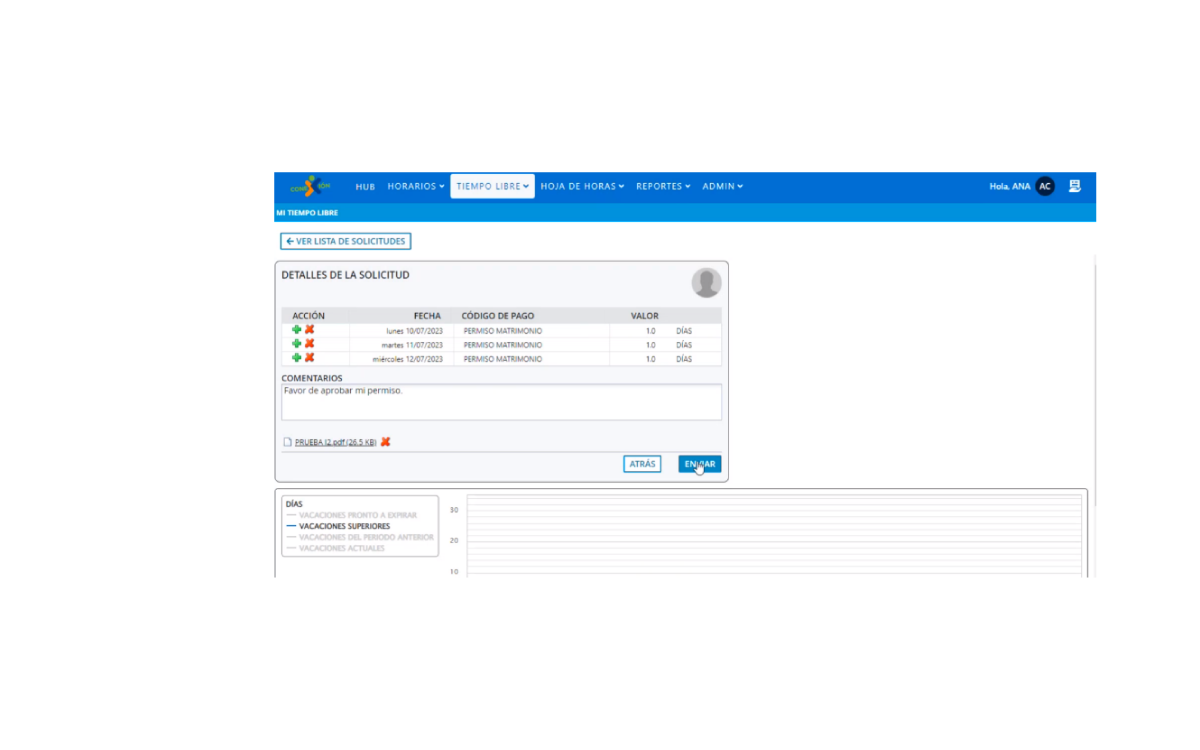 HUB HORARIOS TIEMPO LIBRE HOJA DE HORAS REPORTES ADMIN Hola, ANA AC
MI TIEMPO LIBRE
VER LISTA DE SOLICITUDES
DETALLES DE LA SOLICITUD
ACCIÓN FECHA CÓDIGO DE PAGO VALOR
lunes 10/07/2023 PERMISO MATRIMONIO 1.0 DÍAS
martes 11/07/2023 PERMISO MATRIMONIO 1.0 DÍAS
miércoles 12/07/2023 PERMISO MATRIMONIO 1.0 DÍAS
COMENTARIOS
Favor de aprobar mi permiso.
(26.5 KB)
ATRÁS ENVIAR
DÍAS
VACACIONES PRONTO A EXPIRAR
VACACIONES SUPERIORES
VACACIONES DEL PERIODO ANTERIOR
VACACIONES ACTUALES
30
20
10